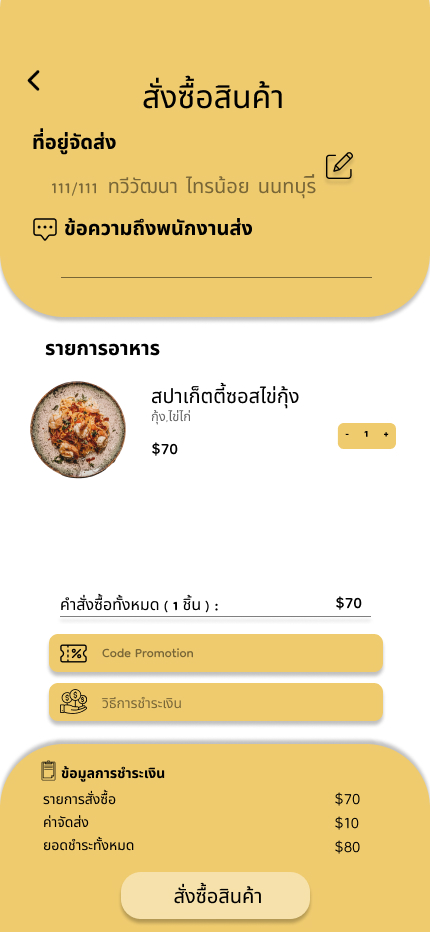 สั่งซื้อสินค้า
ที่อยู่จัดส่ง
111/111 ทวีวัฒนา ไทรน้อย นนทบุรี
ข้อความถึงพนักงานส่ง
รายการอาหาร
สปาเก็ตตี้ซอสไข่กุ้ง
กุ้ง,ไข่ไก่
$70
- 1 +
คำสั่งซื้อทั้งหมด ( 1 ชิ้น ) : $70
Code Promotion
วิธีการชำระเงิน
ข้อมูลการชำระเงิน
รายการสั่งซื้อ $70
ค่าจัดส่ง $10
ยอดชำระทั้งหมด $80
สั่งซื้อสินค้า